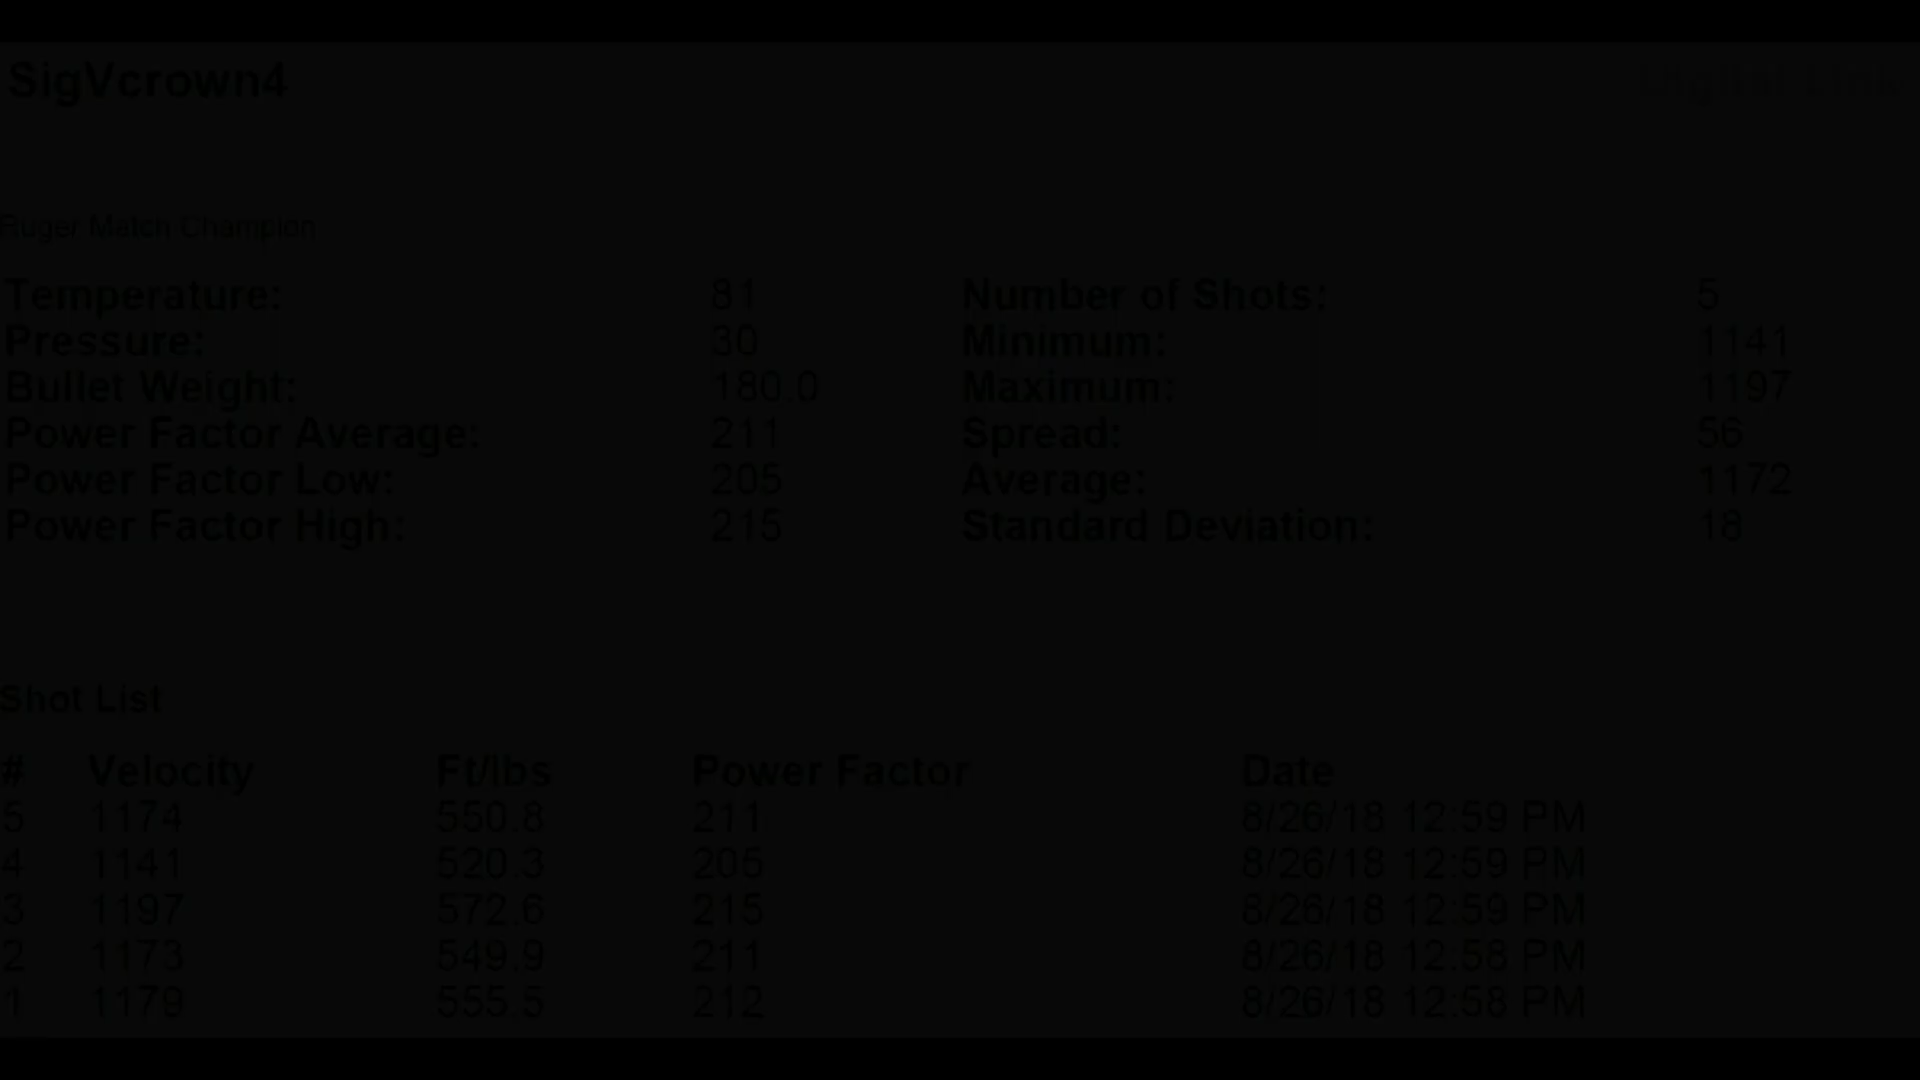 SigVcrown4 Digital Link
Ruger Match Champion
Temperature: 81 Number of Shots: 5
Pressure: 30 Minimum: 1141
Bullet Weight: 180.0 Maximum: 1197
Power Factor Average: 211 Spread: 56
Power Factor Low: 205 Average: 1172
Power Factor High: 215 Standard Deviation: 18
Shot List
# Velocity Ft/lbs Power Factor Date
5 1174 550.8 211 8/26/18 12:59 PM
4 1141 520.3 205 8/26/18 12:59 PM
3 1197 572.6 215 8/26/18 12:59 PM
2 1173 549.9 211 8/26/18 12:58 PM
1 1179 555.5 212 8/26/18 12:58 PM